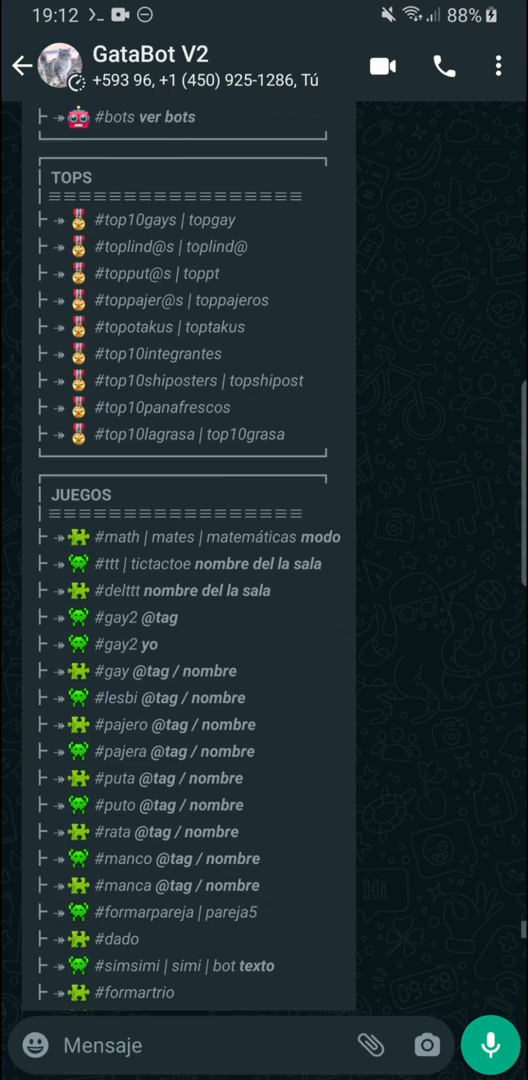 19:12
88%
GataBot V2
+593 96, +1 (450) 925-1286, Tú
#bots ver bots
TOPS
#top10gays | topgay
#toplind@s | toplind@
#topput@s | toppt
#toppajer@s | toppajeros
#topotakus | toptakus
#top10integrantes
#top10shiposters | topshipost
#top10panafrescos
#top10lagrasa | top10grasa
JUEGOS
#math | mates | matemáticas modo
#ttt | tictactoe nombre del la sala
#delttt nombre del la sala
#gay2 @tag
#gay2 yo
#gay @tag / nombre
#lesbi @tag / nombre
#pajero @tag / nombre
#pajera @tag / nombre
#puta @tag / nombre
#puto @tag / nombre
#rata @tag / nombre
#manco @tag / nombre
#manca @tag / nombre
#formarpareja | pareja5
#dado
#simsimi | simi | bot texto
#formartrio
Mensaje